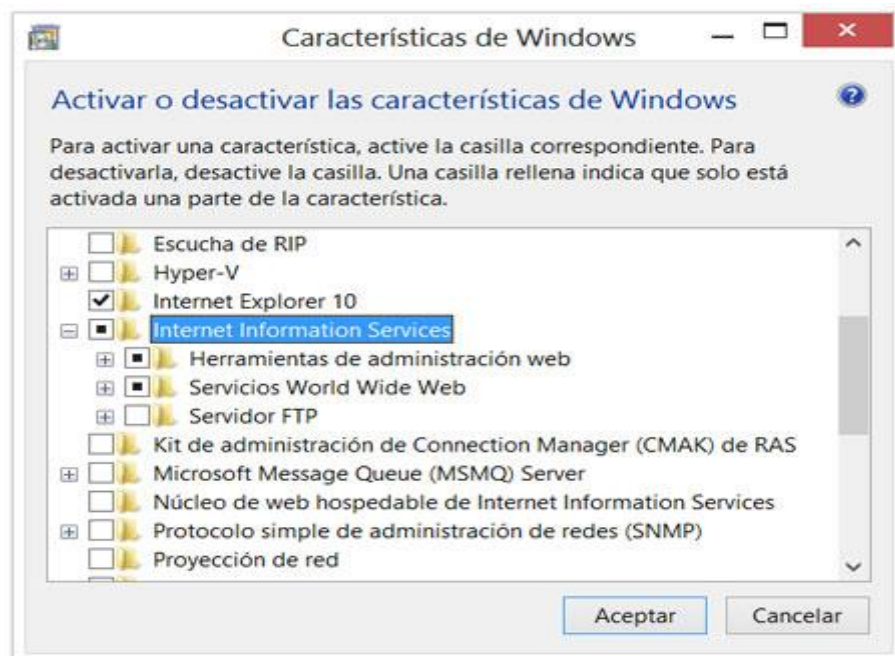 Características de Windows
Activar o desactivar las características de Windows
Para activar una característica, active la casilla correspondiente. Para
desactivarla, desactive la casilla. Una casilla rellena indica que solo está
activada una parte de la característica.
Escucha de RIP
Hyper-V
Internet Explorer 10
Internet Information Services
Herramientas de administración web
Servicios World Wide Web
Servidor FTP
Kit de administración de Connection Manager (CMAK) de RAS
Microsoft Message Queue (MSMQ) Server
Núcleo de web hospedable de Internet Information Services
Protocolo simple de administración de redes (SNMP)
Proyección de red
Aceptar
Cancelar